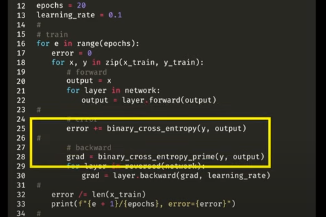 12 epochs = 20
13 learning_rate = 0.1
14 #
15 # train
16 for e in range(epochs):
17 error = 0
18 for x, y in zip(x_train, y_train):
19 # forward
20 output = x
21 for layer in network:
22 output = layer.forward(output)
23 #
24 # error
25 error += binary_cross_entropy(y, output)
26 #
27 # backward
28 grad = binary_cross_entropy_prime(y, output)
29 for layer in reversed(network):
30 grad = layer.backward(grad, learning_rate)
31 #
32 error /= len(x_train)
33 print(f"{e + 1}/{epochs}, error={error}")
34 #